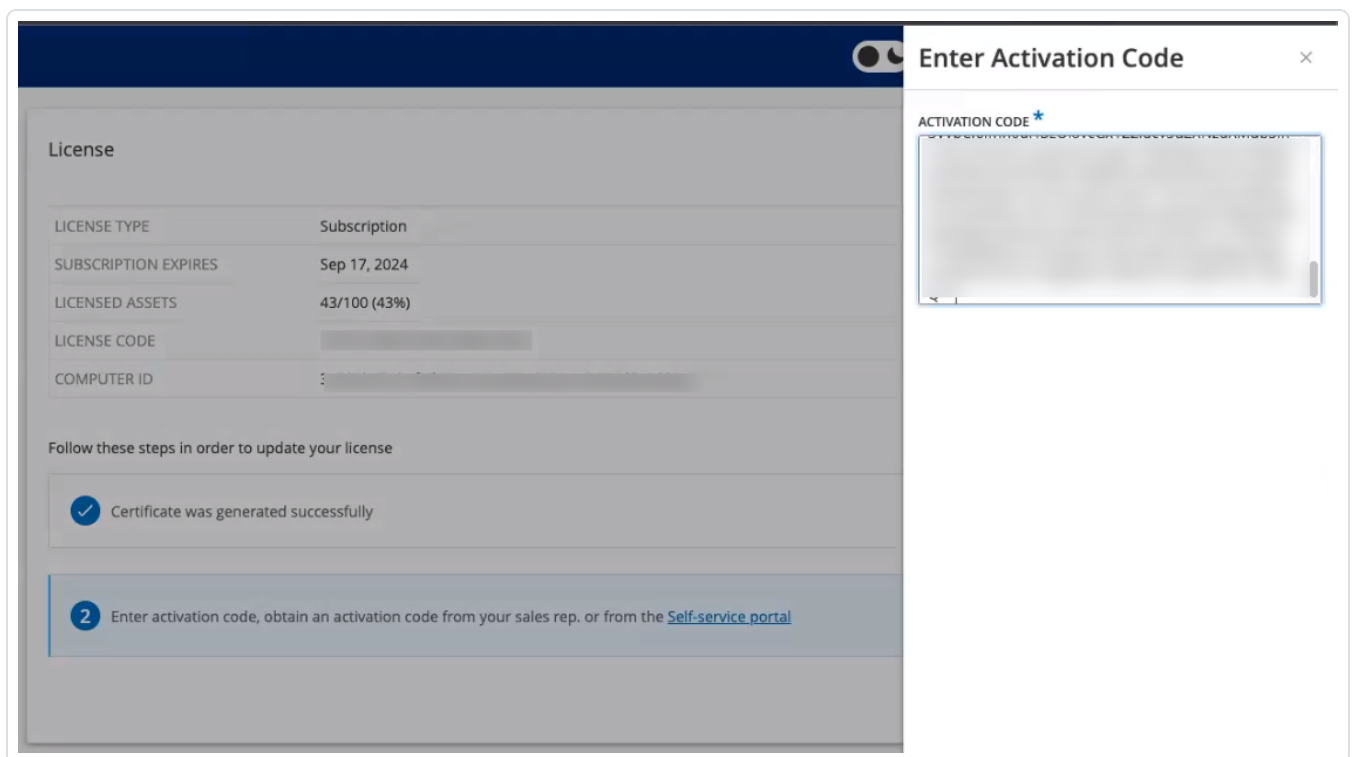 Enter Activation Code
ACTIVATION CODE *
License
LICENSE TYPE Subscription
SUBSCRIPTION EXPIRES Sep 17, 2024
LICENSED ASSETS 43/100 (43%)
LICENSE CODE
COMPUTER ID
Follow these steps in order to update your license
Certificate was generated successfully
2 Enter activation code, obtain an activation code from your sales rep. or from the Self-service portal